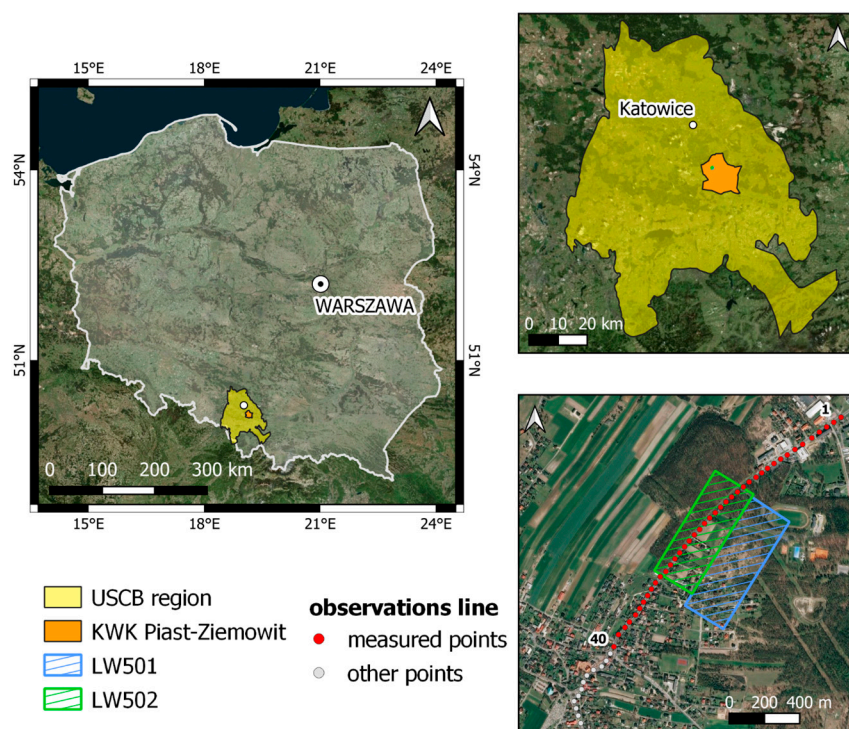 15°E 18°E 21°E 24°E
54°N
54°N
WARSZAWA
51°N
51°N
0 100 200 300 km
15°E 18°E 21°E 24°E
Katowice
0 10 20 km
1
40
0 200 400 m
USCB region
KWK Piast-Ziemowit
LW501
LW502
observations line
measured points
other points